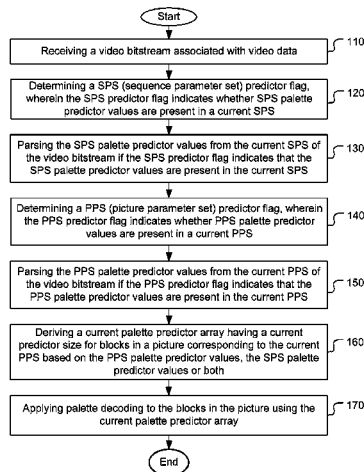 Start
Receiving a video bitstream associated with video data
110
Determining a SPS (sequence parameter set) predictor flag,
wherein the SPS predictor flag indicates whether SPS palette
predictor values are present in a current SPS
120
Parsing the SPS palette predictor values from the current SPS of
the video bitstream if the SPS predictor flag indicates that the
SPS palette predictor values are present in the current SPS
130
Determining a PPS (picture parameter set) predictor flag, wherein
the PPS predictor flag indicates whether PPS palette predictor
values are present in a current PPS
140
Parsing the PPS palette predictor values from the current PPS of
the video bitstream if the PPS predictor flag indicates that the
PPS palette predictor values are present in the current PPS
150
Deriving a current palette predictor array having a current
predictor size for blocks in a picture corresponding to the current
PPS based on the PPS palette predictor values, the SPS palette
predictor values or both
160
Applying palette decoding to the blocks in the picture using the
current palette predictor array
170
End